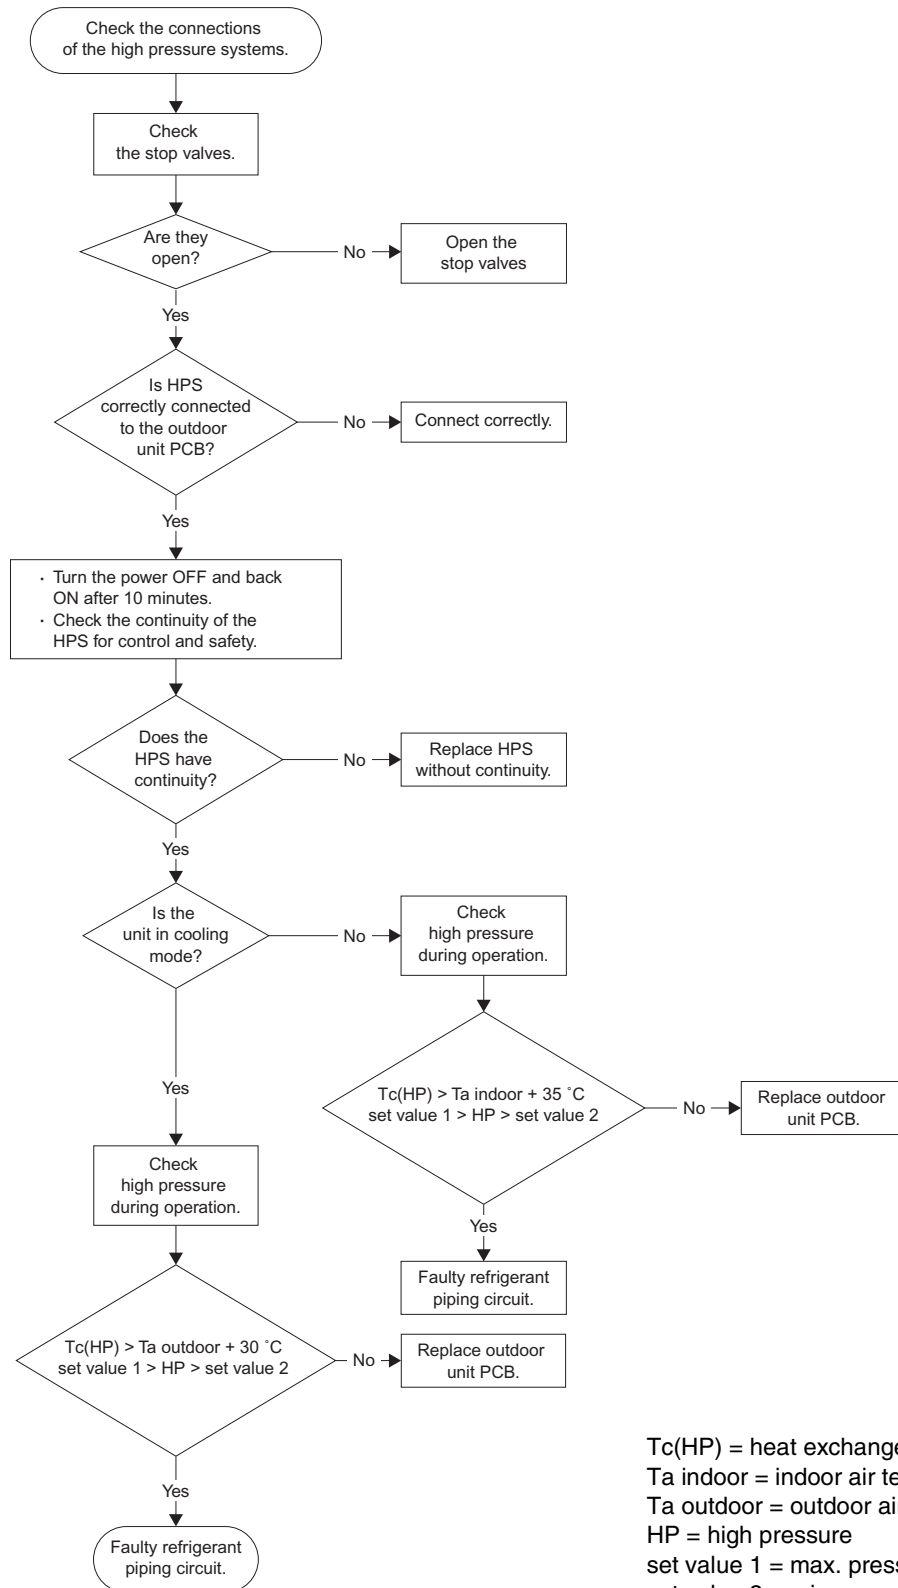 Check the connections
of the high pressure systems.
Check
the stop valves.
Are they
open?
No
Open the
stop valves
Yes
Is HPS
correctly connected
to the outdoor
unit PCB?
No
Connect correctly.
Yes
· Turn the power OFF and back
ON after 10 minutes.
· Check the continuity of the
HPS for control and safety.
Does the
HPS have
continuity?
No
Replace HPS
without continuity.
Yes
Is the
unit in cooling
mode?
No
Check
high pressure
during operation.
Tc(HP) > Ta indoor + 35 °C
set value 1 > HP > set value 2
No
Replace outdoor
unit PCB.
Yes
Faulty refrigerant
piping circuit.
Yes
Check
high pressure
during operation.
Tc(HP) > Ta outdoor + 30 °C
set value 1 > HP > set value 2
No
Replace outdoor
unit PCB.
Yes
Faulty refrigerant
piping circuit.
Tc(HP) = heat exchange
Ta indoor = indoor air te
Ta outdoor = outdoor air
HP = high pressure
set value 1 = max. press